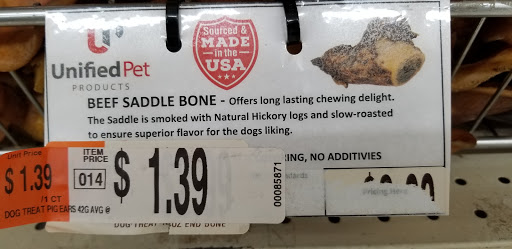 UnifiedPet
PRODUCTS
Sourced &
MADE
in the
USA
BEEF SADDLE BONE - Offers long lasting chewing delight.
The Saddle is smoked with Natural Hickory logs and slow-roasted
to ensure superior flavor for the dogs liking.
RING, NO ADDITIVIES
Unit Price
$1.39
/1 CT
ITEM
PRICE
014
$1.39
00085871
DOG TREAT PIG EARS 42G AVG @
END BONE